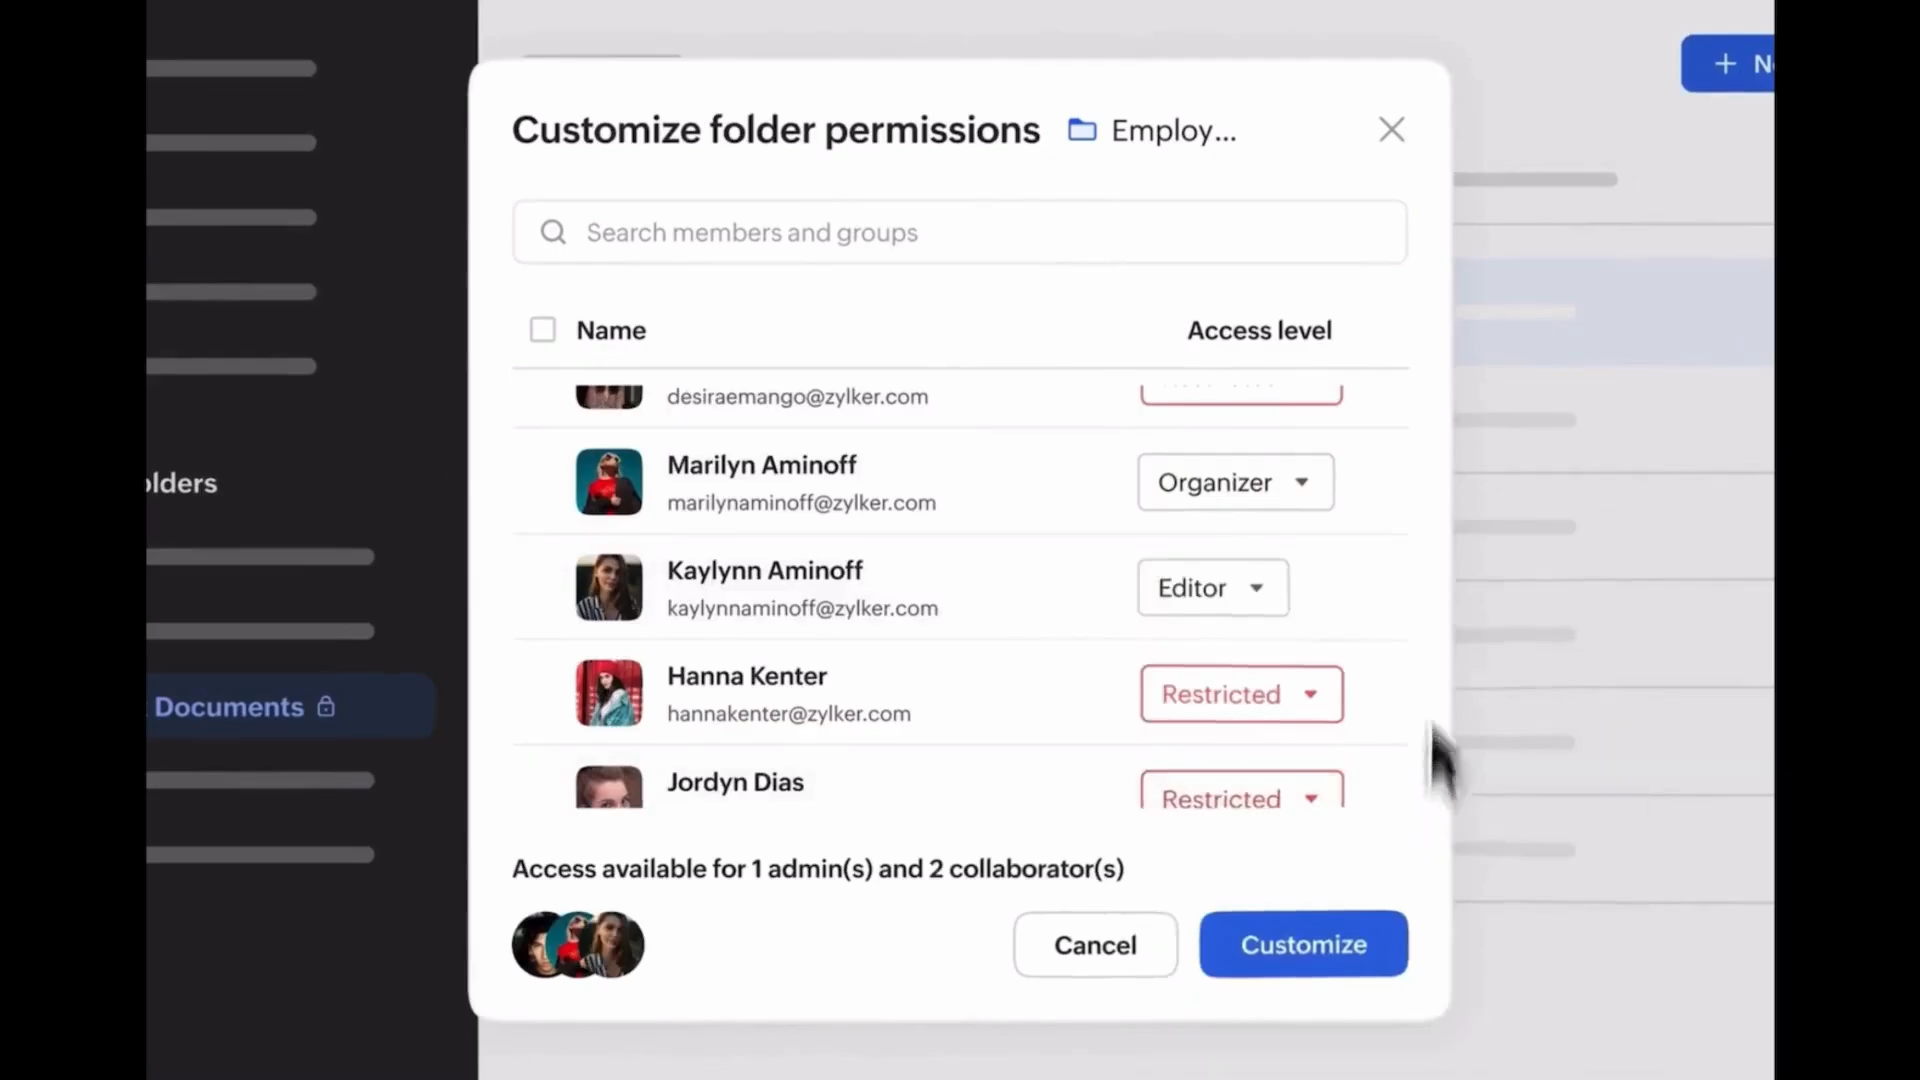 + N
Customize folder permissions
Employ...
Search members and groups
Name
Access level
desiraemango@zylker.com
Marilyn Aminoff
marilynaminoff@zylker.com
Organizer
Kaylynn Aminoff
kaylynnaminoff@zylker.com
Editor
olders
Hanna Kenter
hannakenter@zylker.com
Restricted
Documents
Jordyn Dias
Restricted
Access available for 1 admin(s) and 2 collaborator(s)
Cancel
Customize